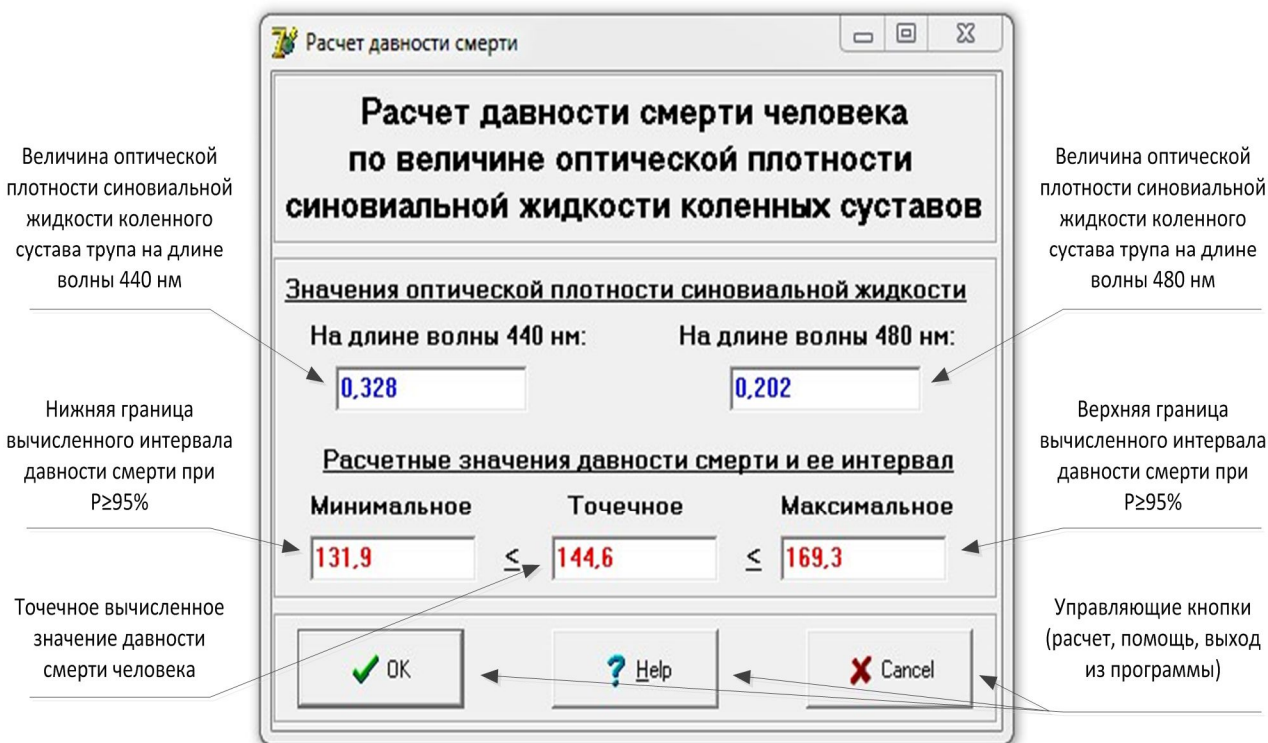 Расчет давности смерти
Расчет давности смерти человека
по величине оптической плотности
синовиальной жидкости коленных суставов
Величина оптической
плотности синовиальной
жидкости коленного
сустава трупа на длине
волны 440 нм
Величина оптической
плотности синовиальной
жидкости коленного
сустава трупа на длине
волны 480 нм
Значения оптической плотности синовиальной жидкости
На длине волны 440 нм:
На длине волны 480 нм:
0,328
0,202
Нижняя граница
вычисленного интервала
давности смерти при
P≥95%
Верхняя граница
вычисленного интервала
давности смерти при
P≥95%
Расчетные значения давности смерти и ее интервал
Минимальное
Точечное
Максимальное
131,9 ≤ 144,6 ≤ 169,3
Точечное вычисленное
значение давности
смерти человека
Управляющие кнопки
(расчет, помощь, выход
из программы)
OK
? Help
Cancel